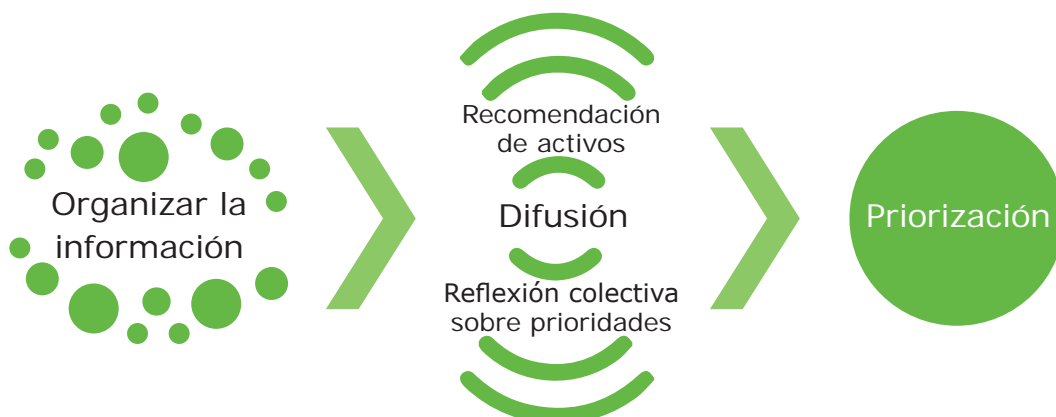 Organizar la
información
Recomendación
de activos
Difusión
Reflexión colectiva
sobre prioridades
Priorización